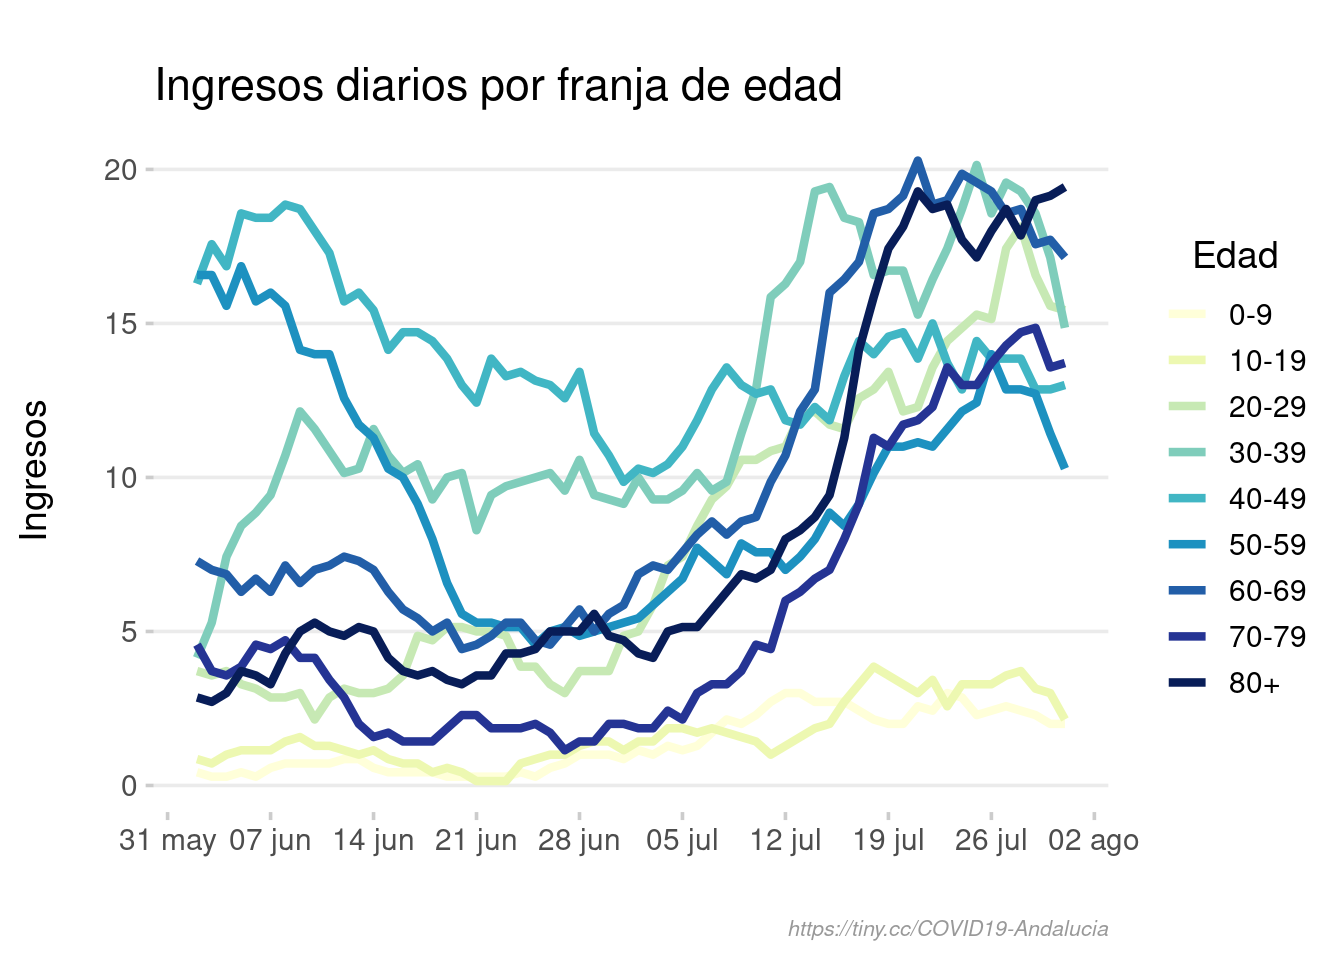 Ingresos diarios por franja de edad
Ingresos
20
15
10
5
0
31 may 07 jun 14 jun 21 jun 28 jun 05 jul 12 jul 19 jul 26 jul 02 ago
Edad
0-9
10-19
20-29
30-39
40-49
50-59
60-69
70-79
80+
https://tiny.cc/COVID19-Andalucia